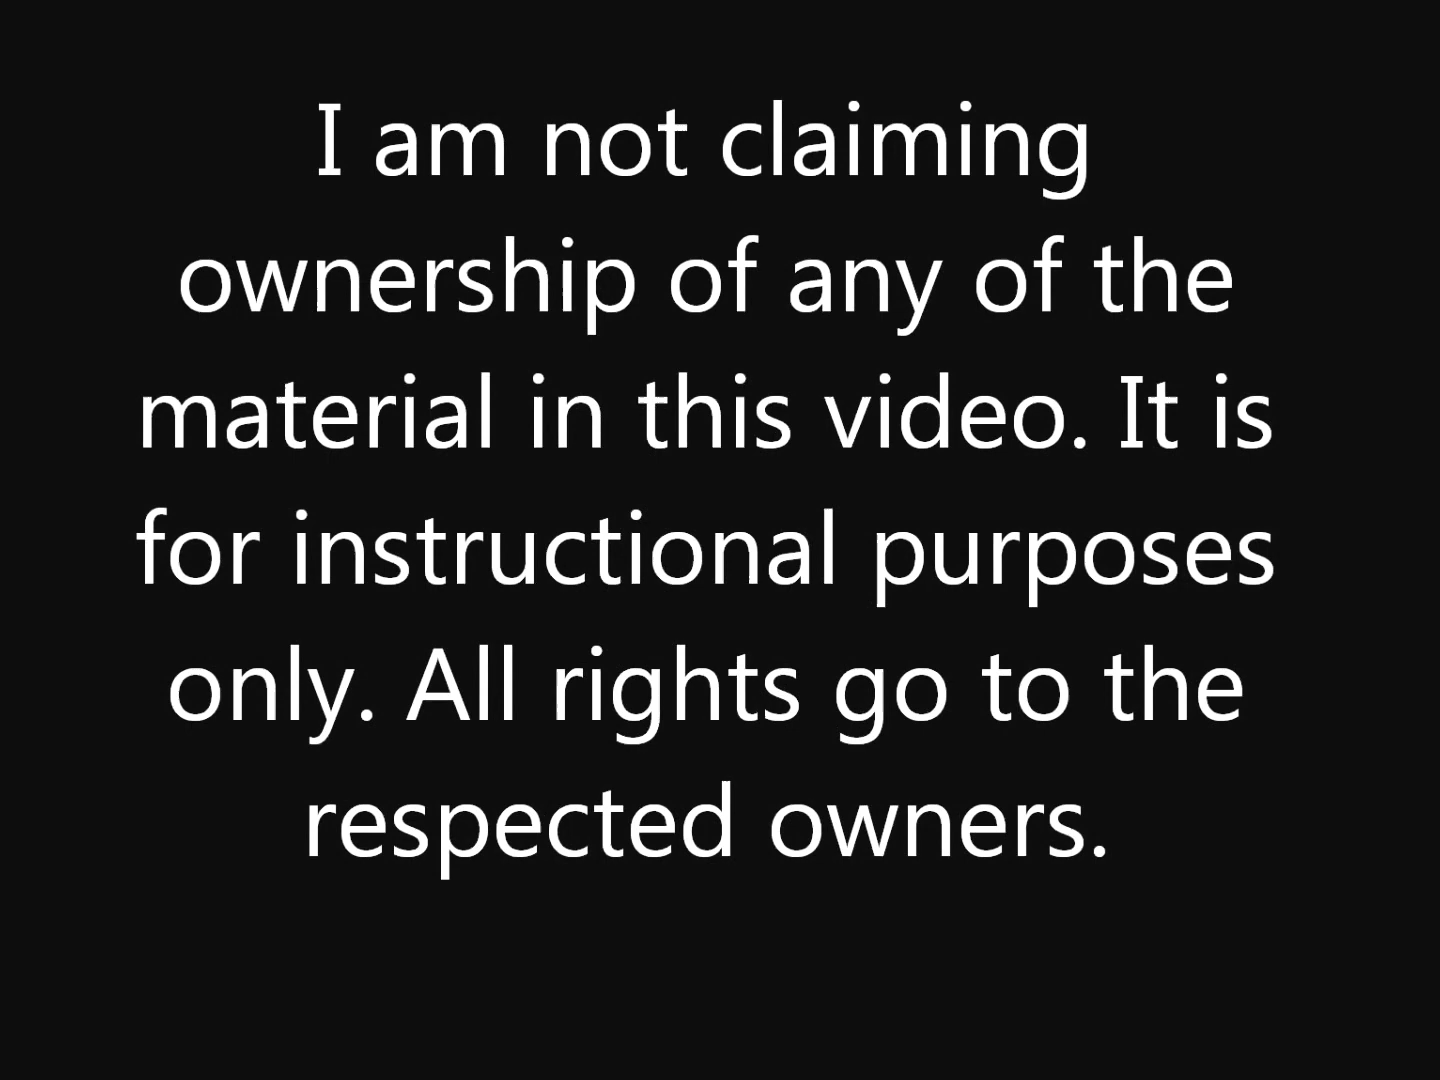 I am not claiming
ownership of any of the
material in this video. It is
for instructional purposes
only. All rights go to the
respected owners.